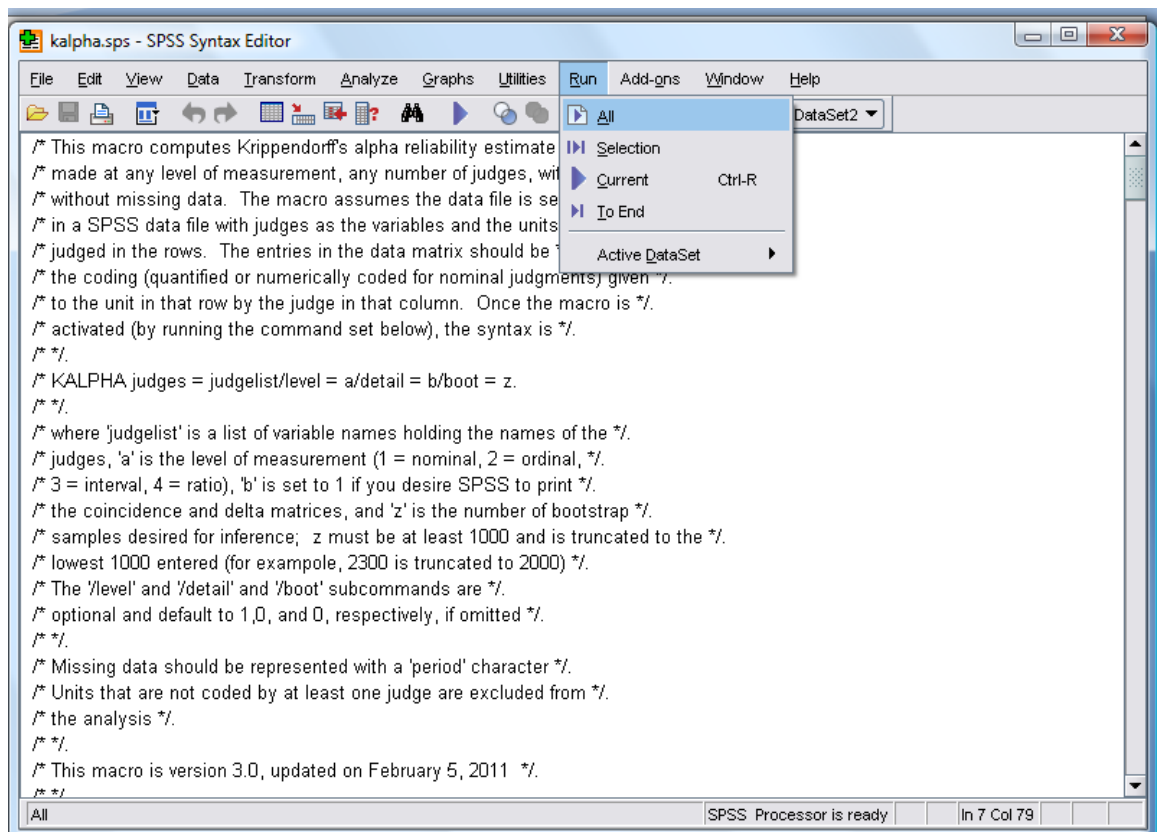 kalpha.sps - SPSS Syntax Editor
File Edit View Data Transform Analyze Graphs Utilities Run Add-ons Window Help
DataSet2
All
Selection
Current Ctrl-R
To End
Active DataSet
/* This macro computes Krippendorff's alpha reliability estimate
/* made at any level of measurement, any number of judges, wit
/* without missing data. The macro assumes the data file is se
/* in a SPSS data file with judges as the variables and the units
/* judged in the rows. The entries in the data matrix should be *
/* the coding (quantified or numerically coded for nominal judgments) given */.
/* to the unit in that row by the judge in that column. Once the macro is */.
/* activated (by running the command set below), the syntax is */.
/* */.
/* KALPHA judges = judgelist/level = a/detail = b/boot = z.
/* */.
/* where 'judgelist' is a list of variable names holding the names of the */.
/* judges, 'a' is the level of measurement (1 = nominal, 2 = ordinal, */.
/* 3 = interval, 4 = ratio), 'b' is set to 1 if you desire SPSS to print */.
/* the coincidence and delta matrices, and 'z' is the number of bootstrap */.
/* samples desired for inference; z must be at least 1000 and is truncated to the */.
/* lowest 1000 entered (for exampole, 2300 is truncated to 2000) */.
/* The '/level' and '/detail' and '/boot' subcommands are */.
/* optional and default to 1,0, and 0, respectively, if omitted */.
/* */.
/* Missing data should be represented with a 'period' character */.
/* Units that are not coded by at least one judge are excluded from */.
/* the analysis */.
/* */.
/* This macro is version 3.0, updated on February 5, 2011 */.
/* */.
All SPSS Processor is ready In 7 Col 79